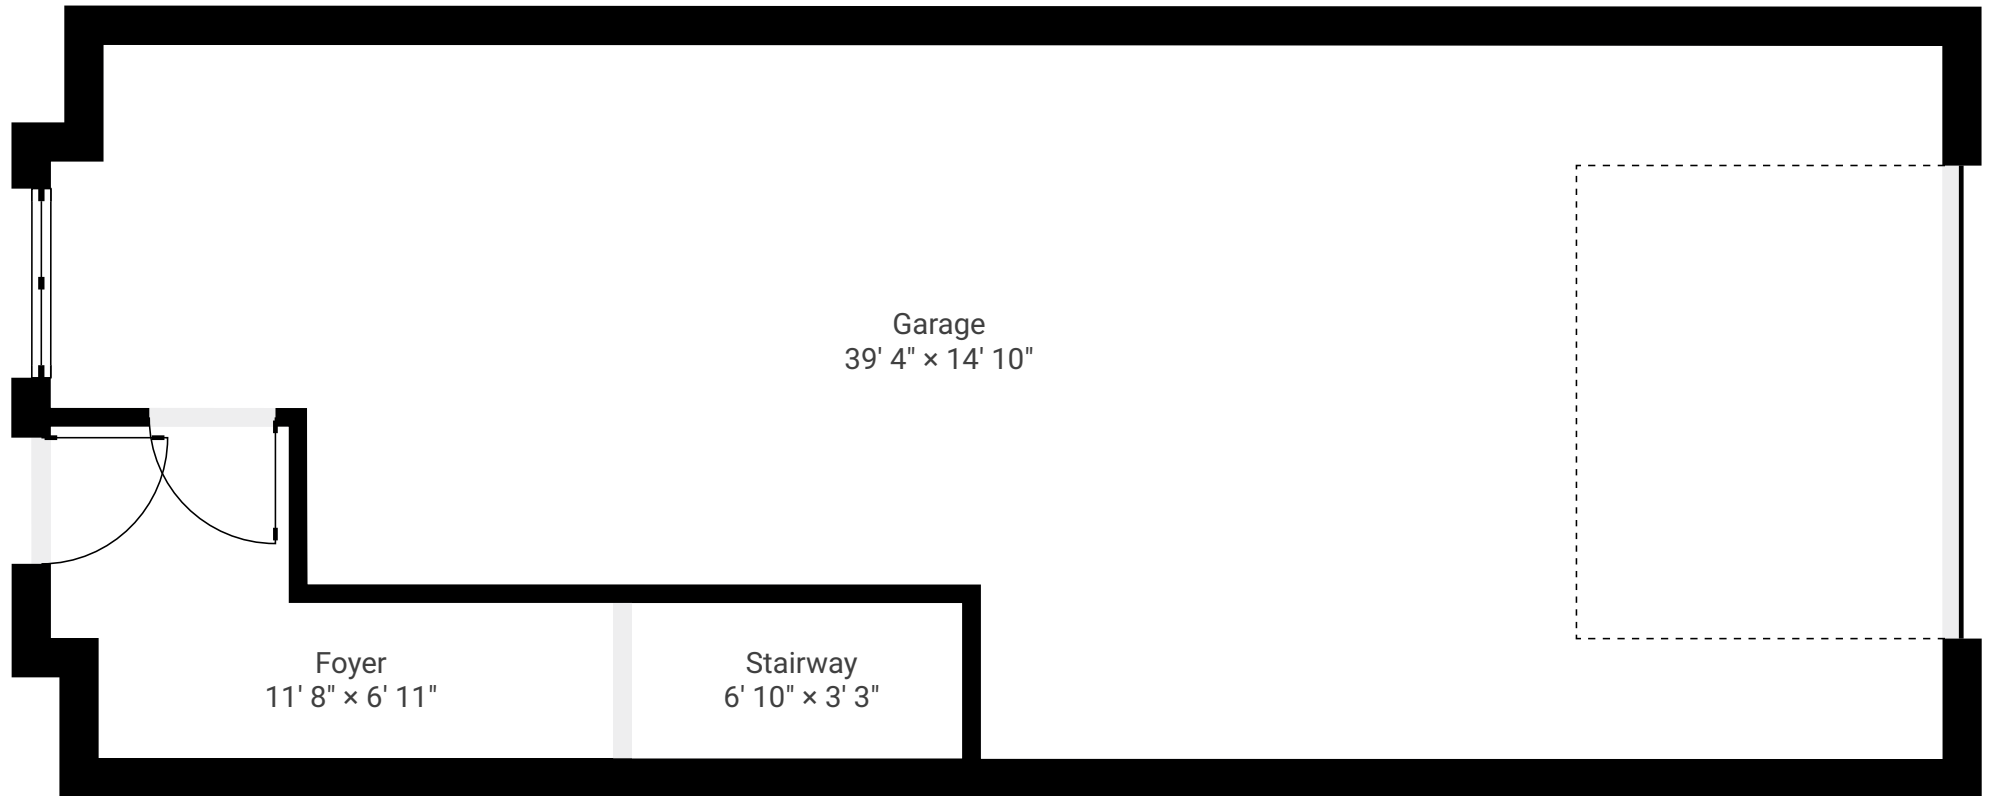 Garage
39' 4" × 14' 10"
Foyer
11' 8" × 6' 11"
Stairway
6' 10" × 3' 3"